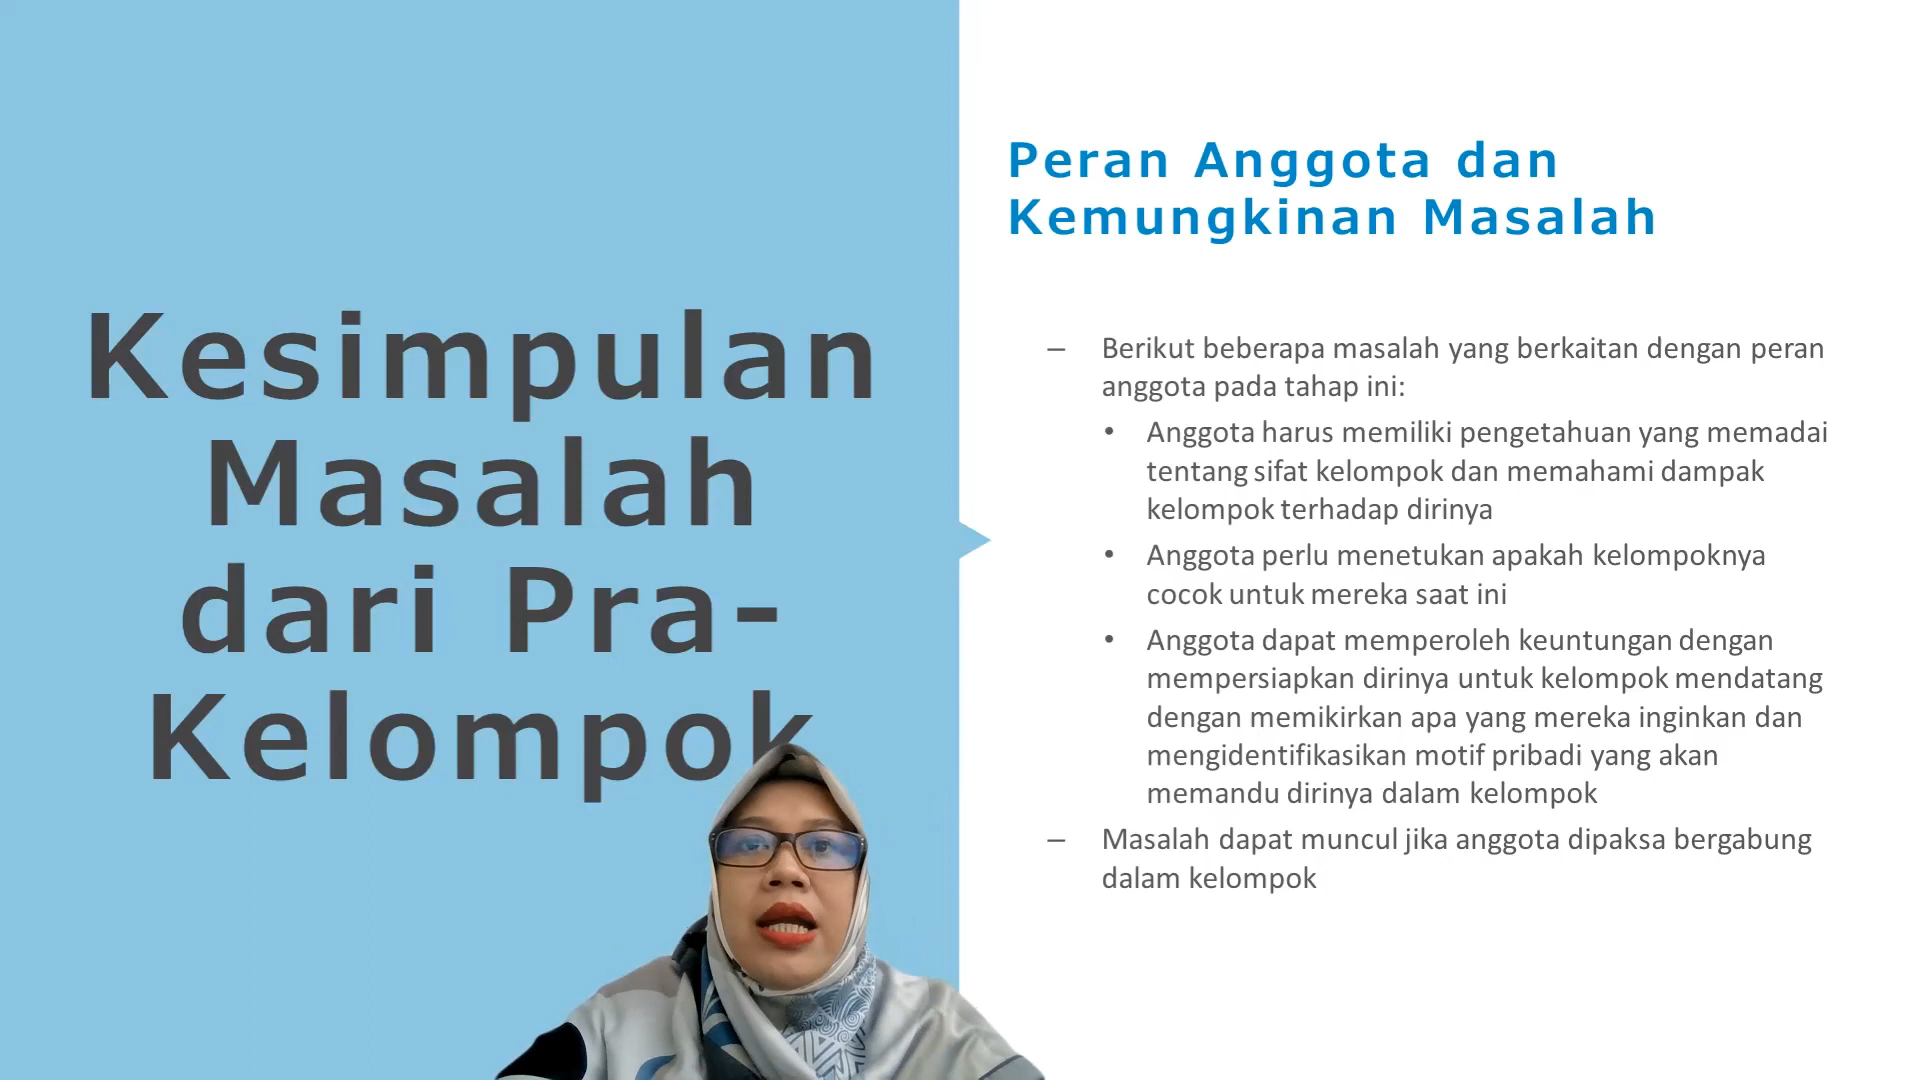 Kesimpulan
Masalah
dari Pra-
Kelompok
Peran Anggota dan
Kemungkinan Masalah
– Berikut beberapa masalah yang berkaitan dengan peran
anggota pada tahap ini:
• Anggota harus memiliki pengetahuan yang memadai
tentang sifat kelompok dan memahami dampak
kelompok terhadap dirinya
• Anggota perlu menetukan apakah kelompoknya
cocok untuk mereka saat ini
• Anggota dapat memperoleh keuntungan dengan
mempersiapkan dirinya untuk kelompok mendatang
dengan memikirkan apa yang mereka inginkan dan
mengidentifikasikan motif pribadi yang akan
memandu dirinya dalam kelompok
– Masalah dapat muncul jika anggota dipaksa bergabung
dalam kelompok